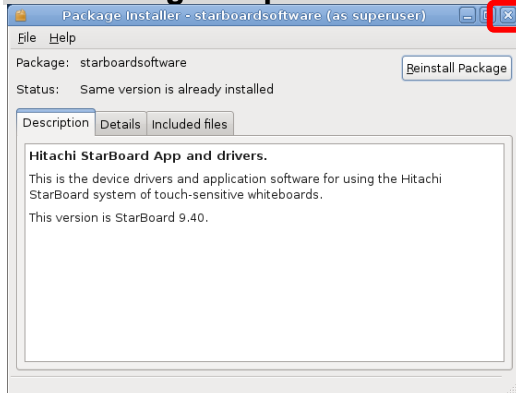 Package Installer - starboardsoftware (as superuser)
File Help
Package: starboardsoftware
Reinstall Package
Status: Same version is already installed
Description Details Included files
Hitachi StarBoard App and drivers.
This is the device drivers and application software for using the Hitachi
StarBoard system of touch-sensitive whiteboards.
This version is StarBoard 9.40.